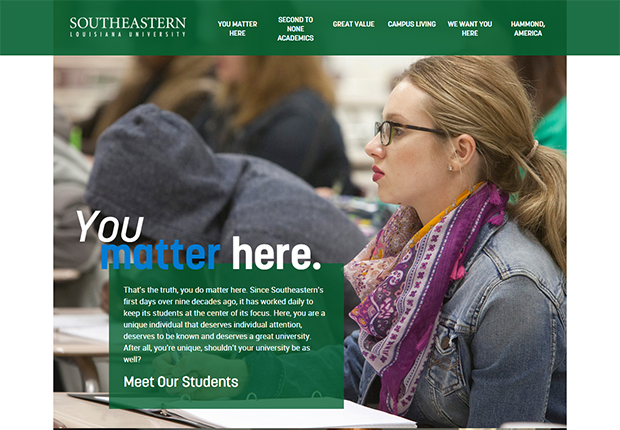 SOUTHEASTERN
LOUISIANA UNIVERSITY
YOU MATTER
HERE
SECOND TO
NONE
ACADEMICS
GREAT VALUE
CAMPUS LIVING
WE WANT YOU
HERE
HAMMOND,
AMERICA
You
matter here.
That's the truth, you do matter here. Since Southeastern's
first days over nine decades ago, it has worked daily to
keep its students at the center of its focus. Here, you are a
unique individual that deserves individual attention,
deserves to be known and deserves a great university.
After all, you're unique, shouldn't your university be as
well?
Meet Our Students